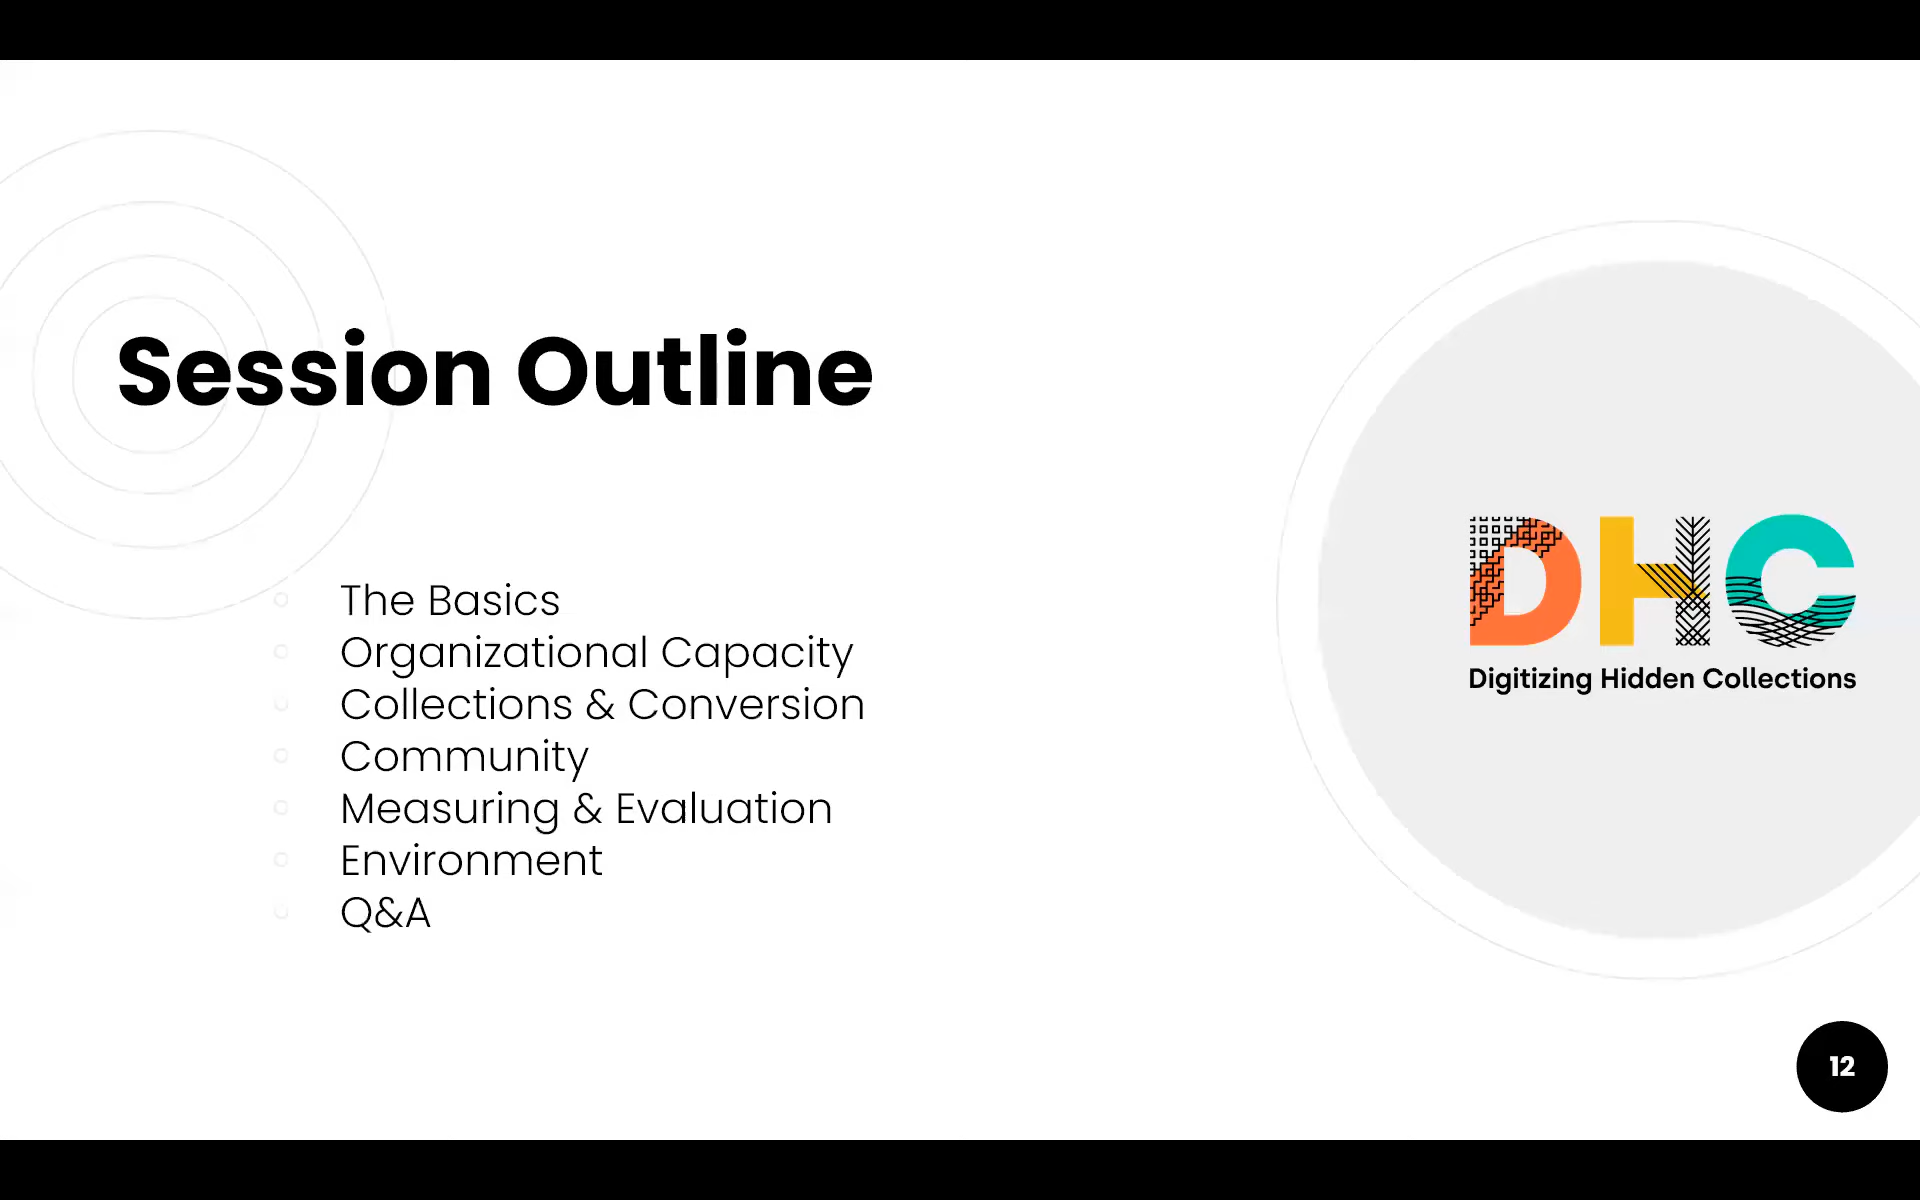 Session Outline
The Basics
Organizational Capacity
Collections & Conversion
Community
Measuring & Evaluation
Environment
Q&A
DHC
Digitizing Hidden Collections
12